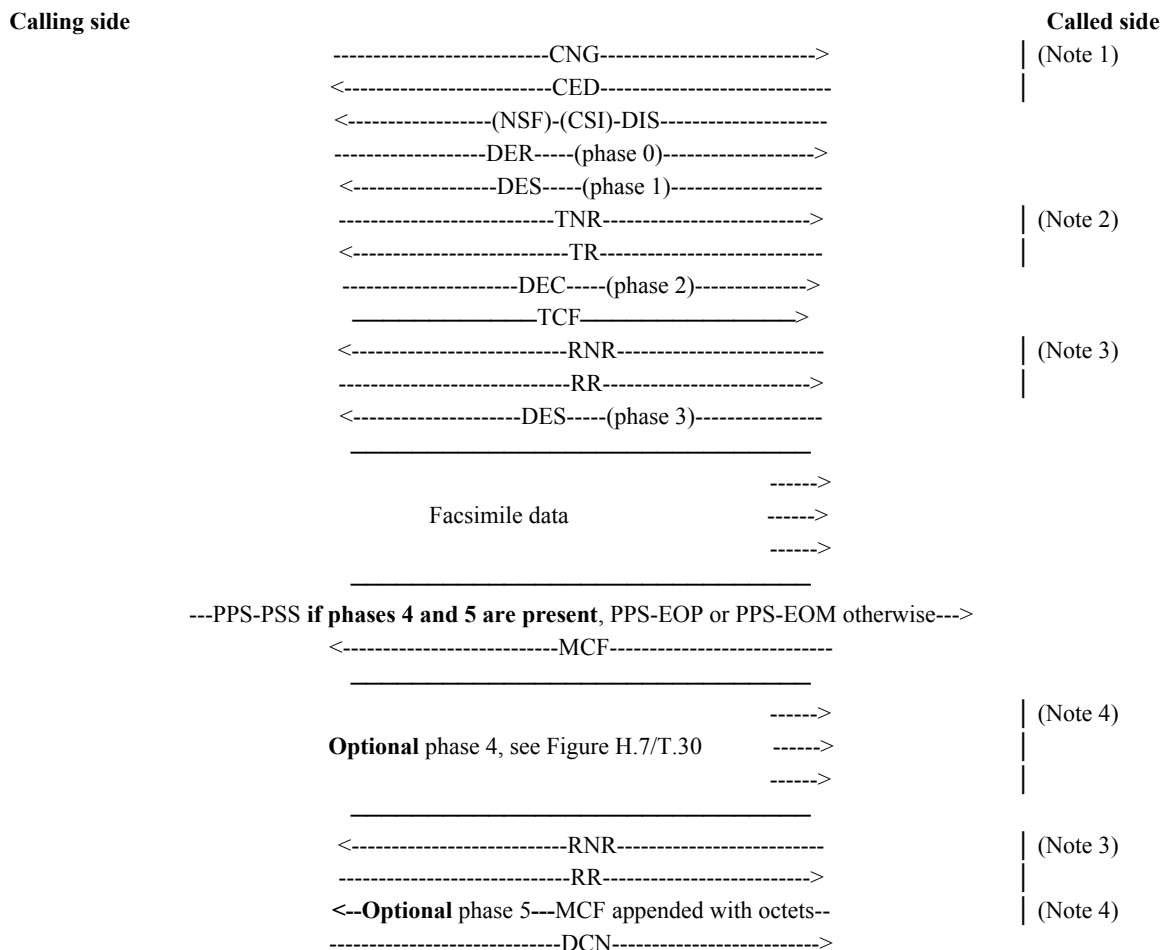 Calling side Called side
---------------------------CNG---------------------------> (Note 1)
<--------------------------CED-----------------------------
<------------------(NSF)-(CSI)-DIS---------------------
-------------------DER-----(phase 0)------------------->
<------------------DES-----(phase 1)-------------------
---------------------------TNR--------------------------> (Note 2)
<---------------------------TR----------------------------
----------------------DEC-----(phase 2)-------------->
TCF>
<---------------------------RNR-------------------------- (Note 3)
-----------------------------RR------------------------->
<---------------------DES-----(phase 3)----------------
------>
Facsimile data ------>
------>
---PPS-PSS if phases 4 and 5 are present, PPS-EOP or PPS-EOM otherwise--->
<---------------------------MCF----------------------------
------> (Note 4)
Optional phase 4, see Figure H.7/T.30 ------>
------>
<---------------------------RNR-------------------------- (Note 3)
-----------------------------RR------------------------->
<--Optional phase 5---MCF appended with octets-- (Note 4)
-----------------------------DCN-------------------------->